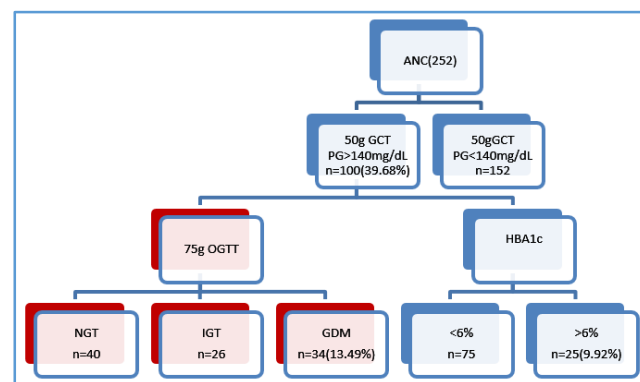 ANC(252)
50g GCT
PG>140mg/dL
n=100(39.68%)
50gGCT
PG<140mg/dL
n=152
75g OGTT
HBA1c
NGT
n=40
IGT
n=26
GDM
n=34(13.49%)
<6%
n=75
>6%
n=25(9.92%)